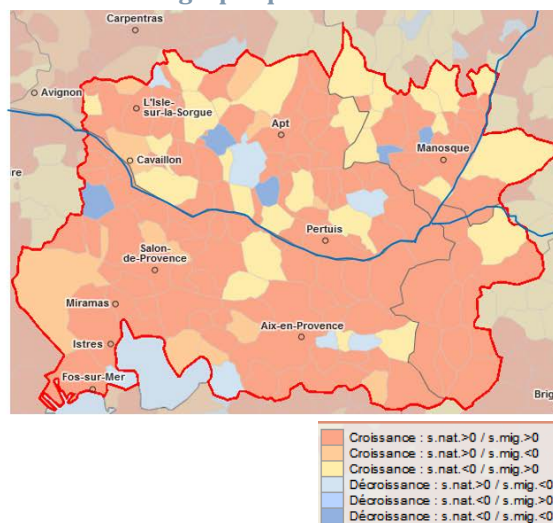 Carpentras
Avignon
L'Isle-
sur-la-Sorgue
Apt
Manosque
Cavaillon
re
Pertuis
Salon-
de-Provence
Miramas
Aix-en-Provence
Istres
Fos-sur-Mer
Brig
Croissance : s.nat.>0 / s.mig.>0
Croissance : s.nat.>0 / s.mig.<0
Croissance : s.nat.<0 / s.mig.>0
Décroissance : s.nat.>0 / s.mig.<0
Décroissance : s.nat.<0 / s.mig.>0
Décroissance : s.nat.<0 / s.mig.<0